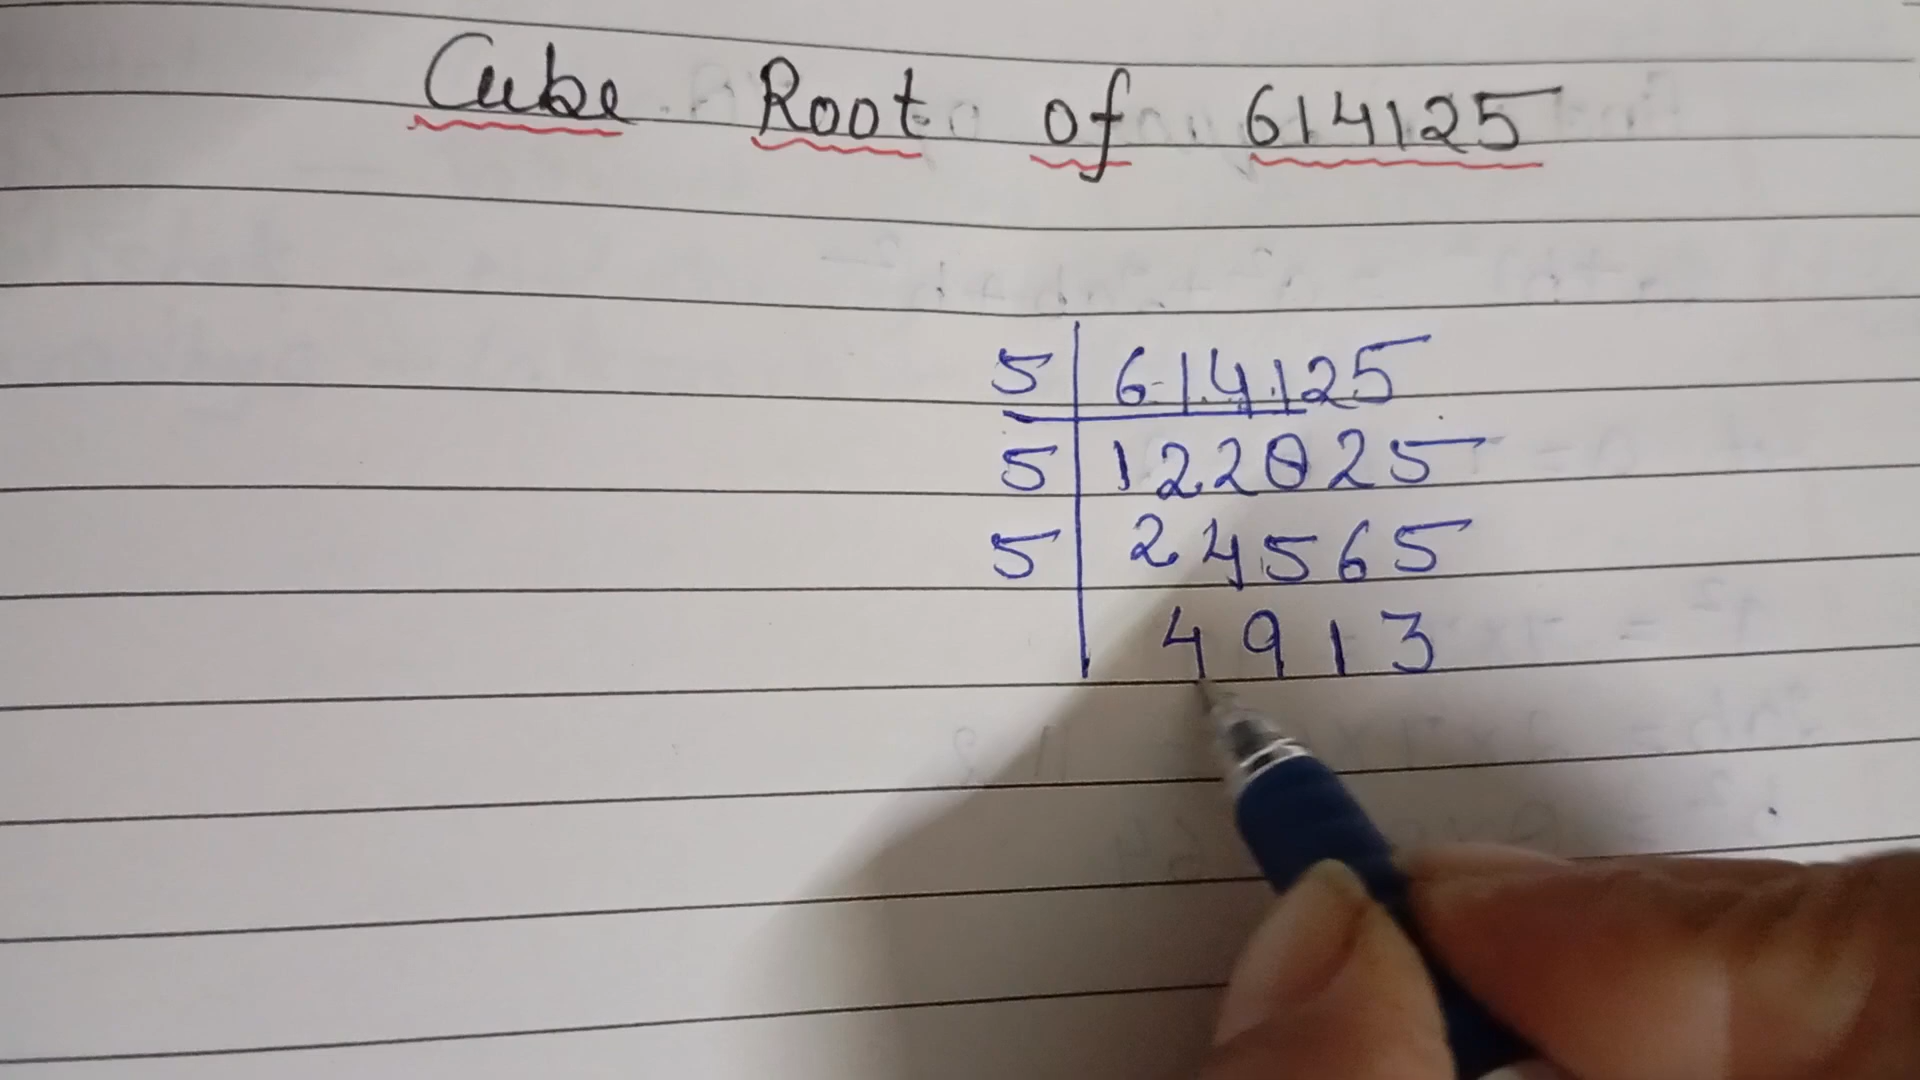 Cube Root of 614125
5 | 614125
5 | 122825
5 | 24565
4913